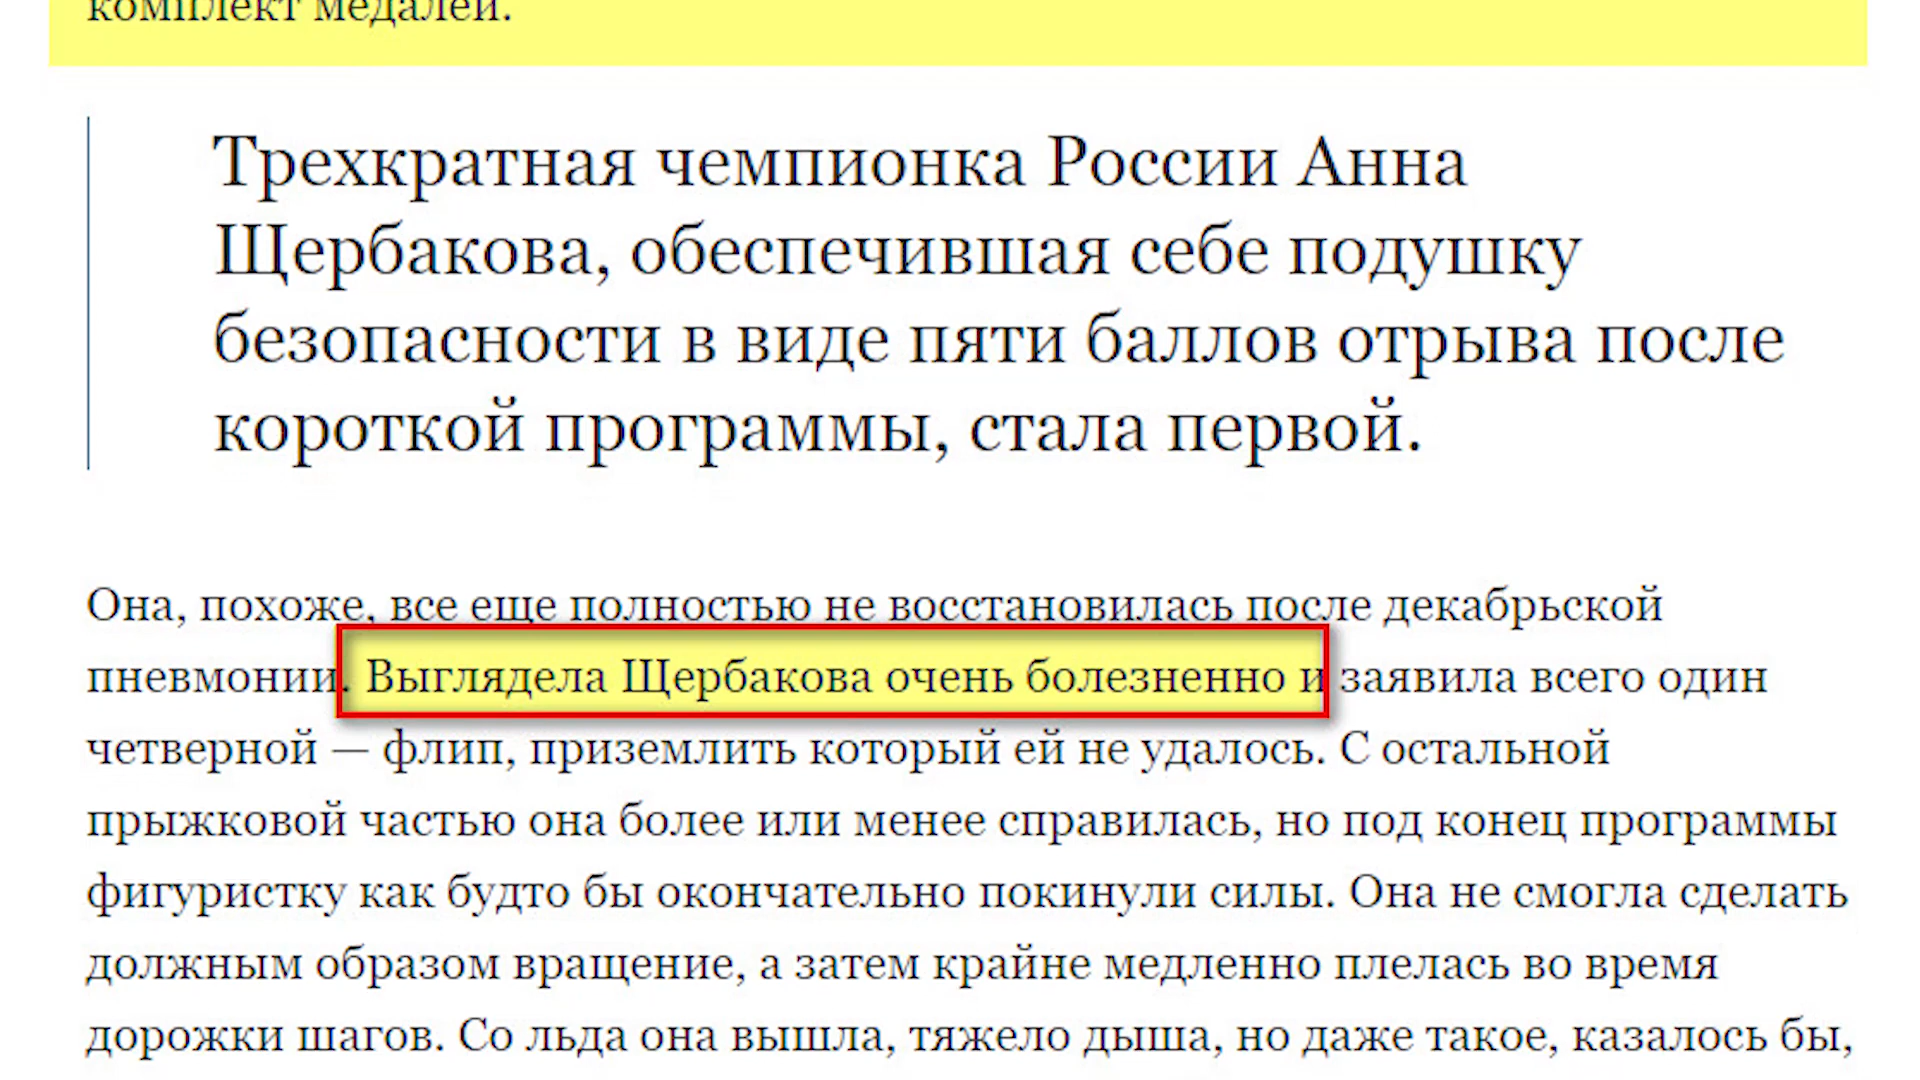 комплект медалей.
Трехкратная чемпионка России Анна
Щербакова, обеспечившая себе подушку
безопасности в виде пяти баллов отрыва после
короткой программы, стала первой.
Она, похоже, все еще полностью не восстановилась после декабрьской
пневмонии. Выглядела Щербакова очень болезненно и заявила всего один
четверной — флип, приземлить который ей не удалось. С остальной
прыжковой частью она более или менее справилась, но под конец программы
фигуристку как будто бы окончательно покинули силы. Она не смогла сделать
должным образом вращение, а затем крайне медленно плелась во время
дорожки шагов. Со льда она вышла, тяжело дыша, но даже такое, казалось бы,